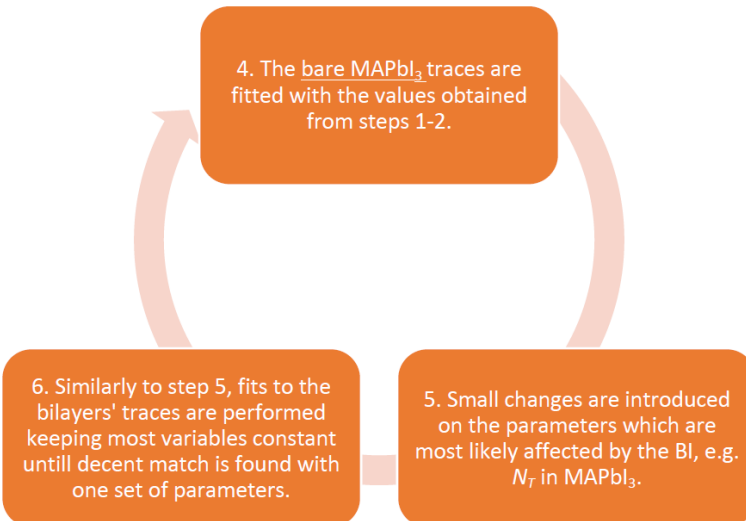 4. The bare MAPbI₃ traces are
fitted with the values obtained
from steps 1-2.
6. Similarly to step 5, fits to the
bilayers' traces are performed
keeping most variables constant
untill decent match is found with
one set of parameters.
5. Small changes are introduced
on the parameters which are
most likely affected by the BI, e.g.
N_T in MAPbI₃.